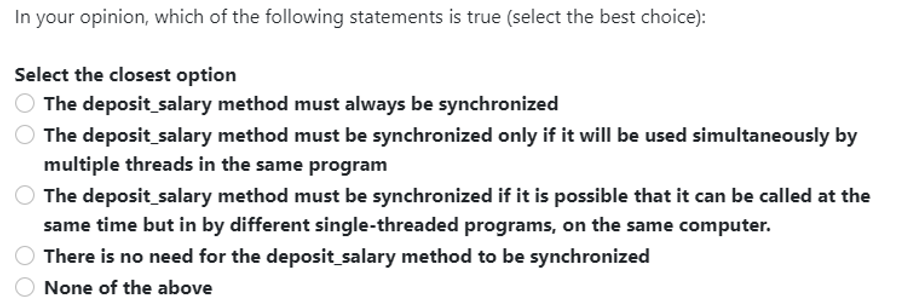 In your opinion, which of the following statements is true (select the best choice):
Select the closest option
The deposit_salary method must always be synchronized
The deposit_salary method must be synchronized only if it will be used simultaneously by
multiple threads in the same program
The deposit_salary method must be synchronized if it is possible that it can be called at the
same time but in by different single-threaded programs, on the same computer.
There is no need for the deposit_salary method to be synchronized
None of the above